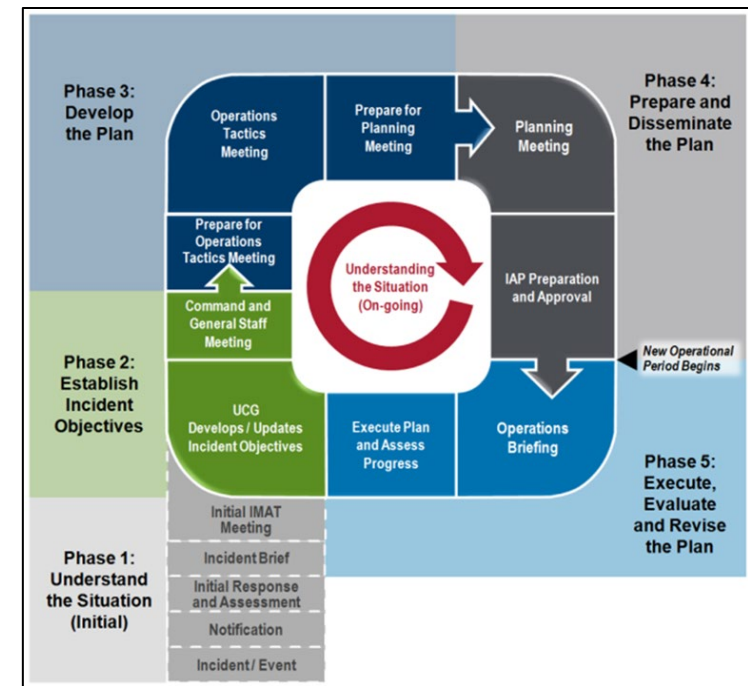 Phase 3:
Develop
the Plan
Operations
Tactics
Meeting
Prepare for
Planning
Meeting
Planning
Meeting
Phase 4:
Prepare and
Disseminate
the Plan
Prepare for
Operations
Tactics Meeting
Understanding
the Situation
(On-going)
IAP Preparation
and Approval
Command and
General Staff
Meeting
Phase 2:
Establish
Incident
Objectives
New Operational
Period Begins
UCG
Develops / Updates
Incident Objectives
Execute Plan
and Assess
Progress
Operations
Briefing
Phase 5:
Execute,
Evaluate
and Revise
the Plan
Phase 1:
Understand
the Situation
(Initial)
Initial IMAT
Meeting
Incident Brief
Initial Response
and Assessment
Notification
Incident / Event